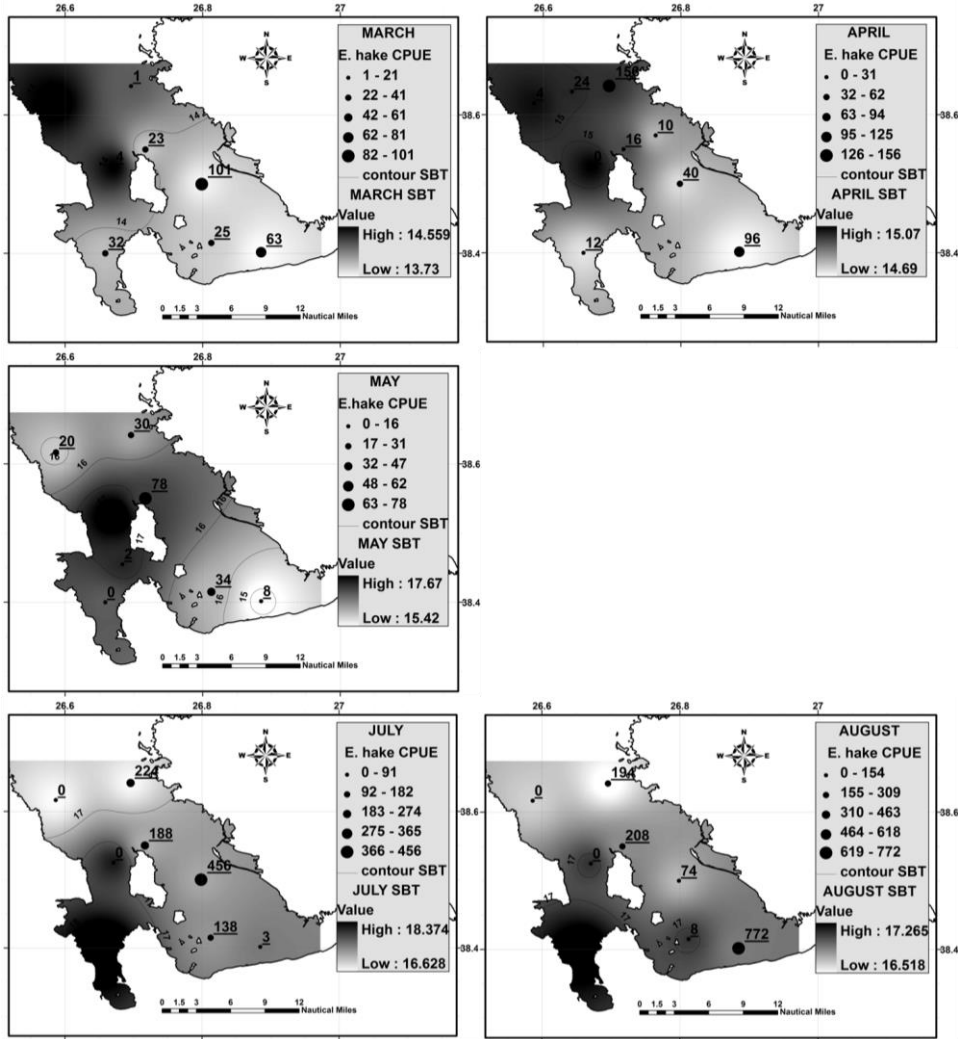 26.6 26.8 27
MARCH
E. hake CPUE
1 - 21
22 - 41
42 - 61
62 - 81
82 - 101
contour SBT
MARCH SBT
Value
High : 14.559
Low : 13.73
N
W E
S
1
14
23
4
101
14
32
25
63
0 1.5 3 6 9 12
Nautical Miles
26.6 26.8 27
APRIL
E. hake CPUE
0 - 31
32 - 62
63 - 94
95 - 125
126 - 156
contour SBT
APRIL SBT
Value
High : 15.07
Low : 14.69
N
W E
S
156
24
4
15
15
10
16
0
40
12
96
0 1.5 3 6 9 12
Nautical Miles
38.6
38.4
26.6 26.8 27
MAY
E.hake CPUE
0 - 16
17 - 31
32 - 47
48 - 62
63 - 78
contour SBT
MAY SBT
Value
High : 17.67
Low : 15.42
N
W E
S
30
20
16
16
78
16
16
17
2
34
0
16
15
8
0 1.5 3 6 9 12
Nautical Miles
38.6
38.4
26.6 26.8 27
JULY
E. hake CPUE
0 - 91
92 - 182
183 - 274
275 - 365
366 - 456
contour SBT
JULY SBT
Value
High : 18.374
Low : 16.628
N
W E
S
224
0
17
188
0
456
138
3
0 1.5 3 6 9 12
Nautical Miles
26.6 26.8 27
AUGUST
E. hake CPUE
0 - 154
155 - 309
310 - 463
464 - 618
619 - 772
contour SBT
AUGUST SBT
Value
High : 17.265
Low : 16.518
N
W E
S
194
0
208
17
0
74
17
17
17
8
772
0 1.5 3 6 9 12
Nautical Miles
38.6
38.4